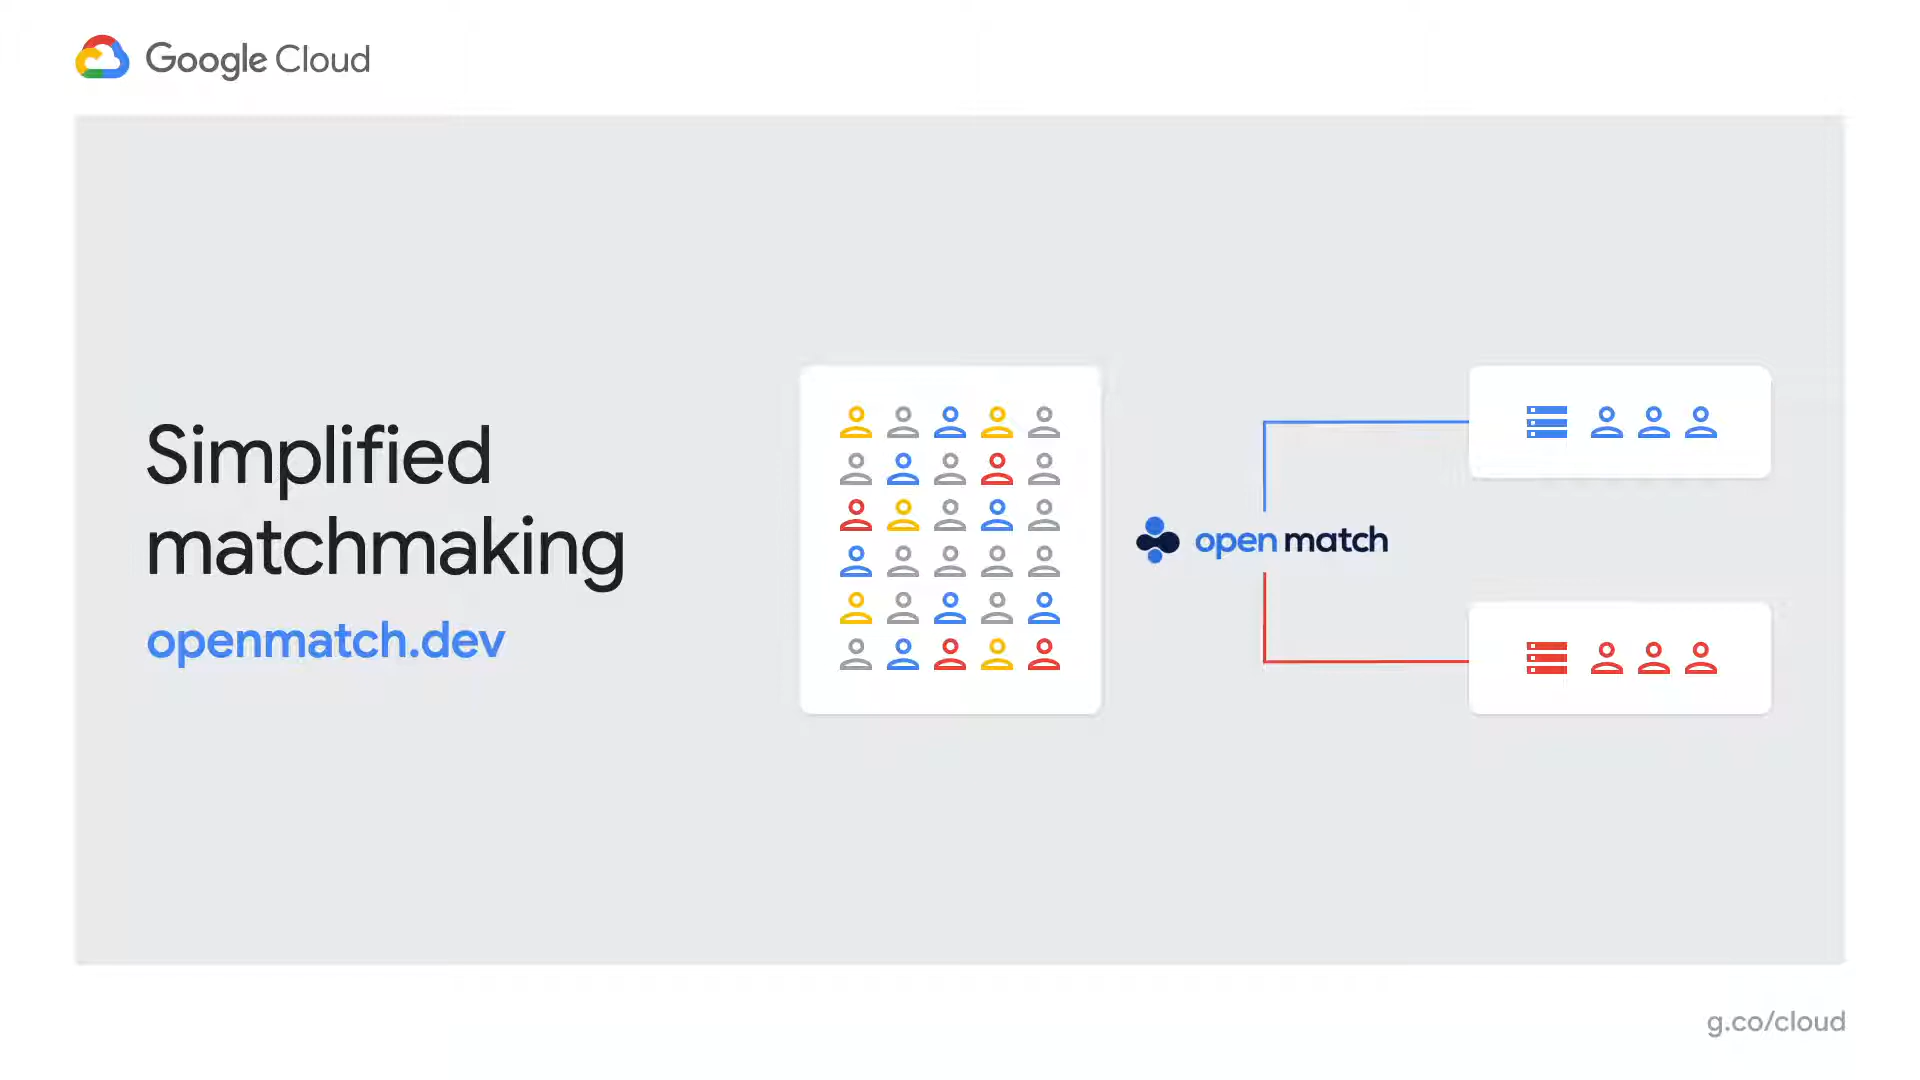 Google Cloud
Simplified
matchmaking
openmatch.dev
open match
g.co/cloud